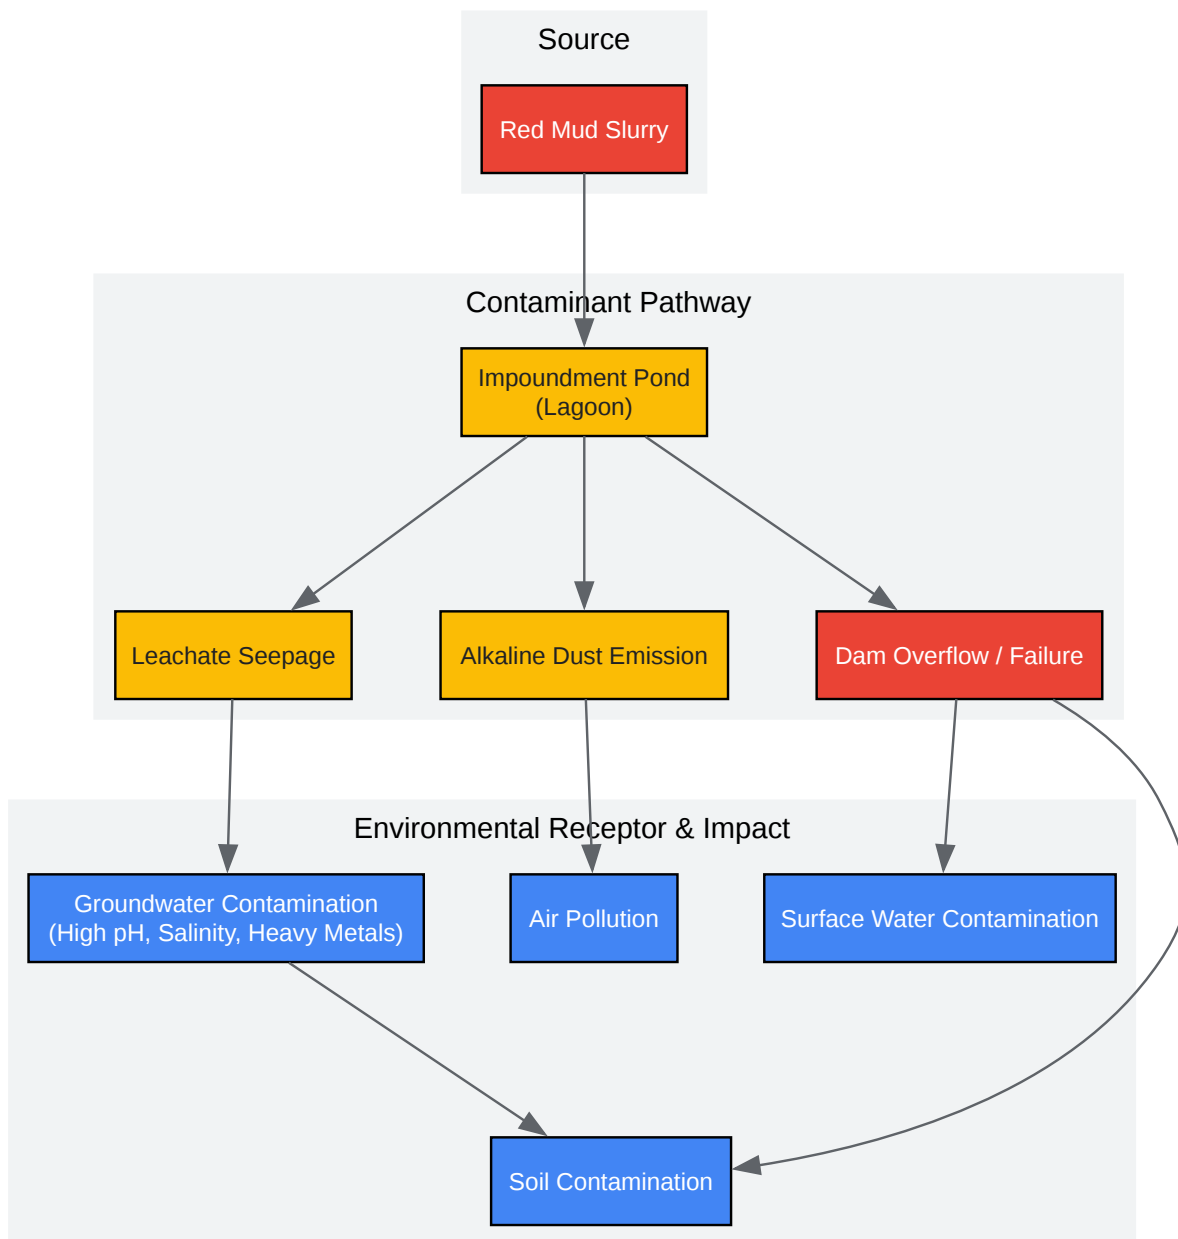 Source
Red Mud Slurry
Contaminant Pathway
Impoundment Pond
(Lagoon)
Leachate Seepage
Alkaline Dust Emission
Dam Overflow / Failure
Environmental Receptor & Impact
Groundwater Contamination
(High pH, Salinity, Heavy Metals)
Air Pollution
Surface Water Contamination
Soil Contamination